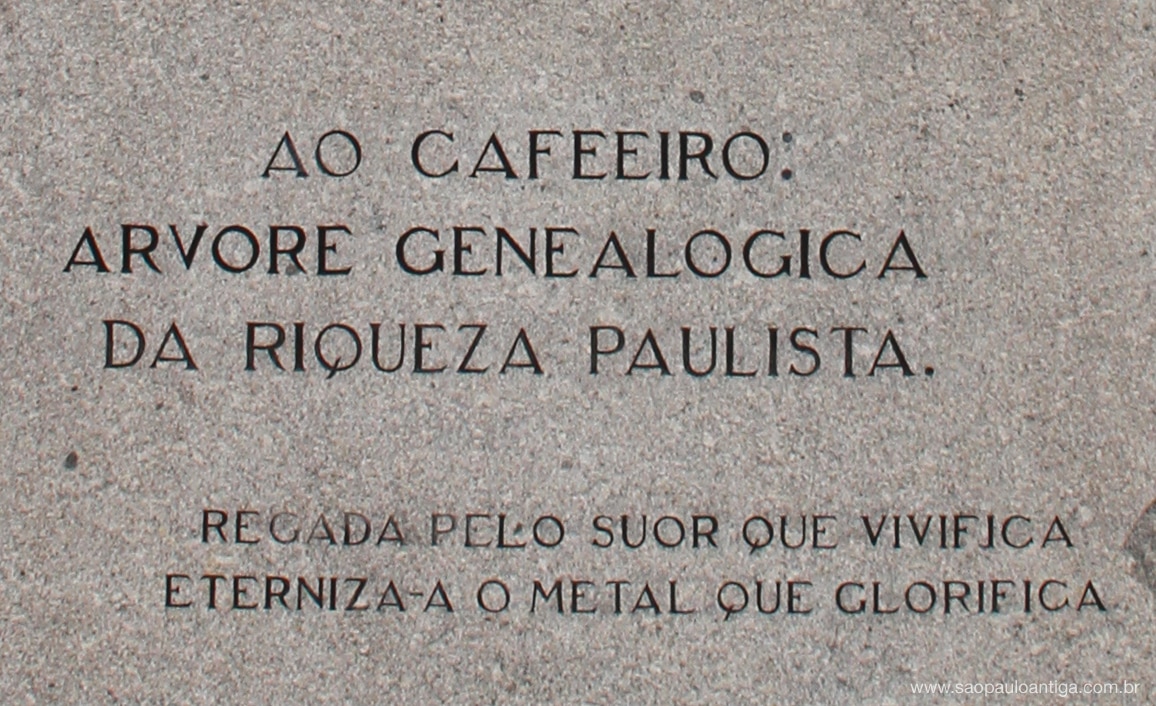 AO CAFEEIRO:
ARVORE GENEALOGICA
DA RIQUEZA PAULISTA.
REGADA PELO SUOR QUE VIVIFICA
ETERNIZA-A O METAL QUE GLORIFICA
www.saopauloantiga.com.br